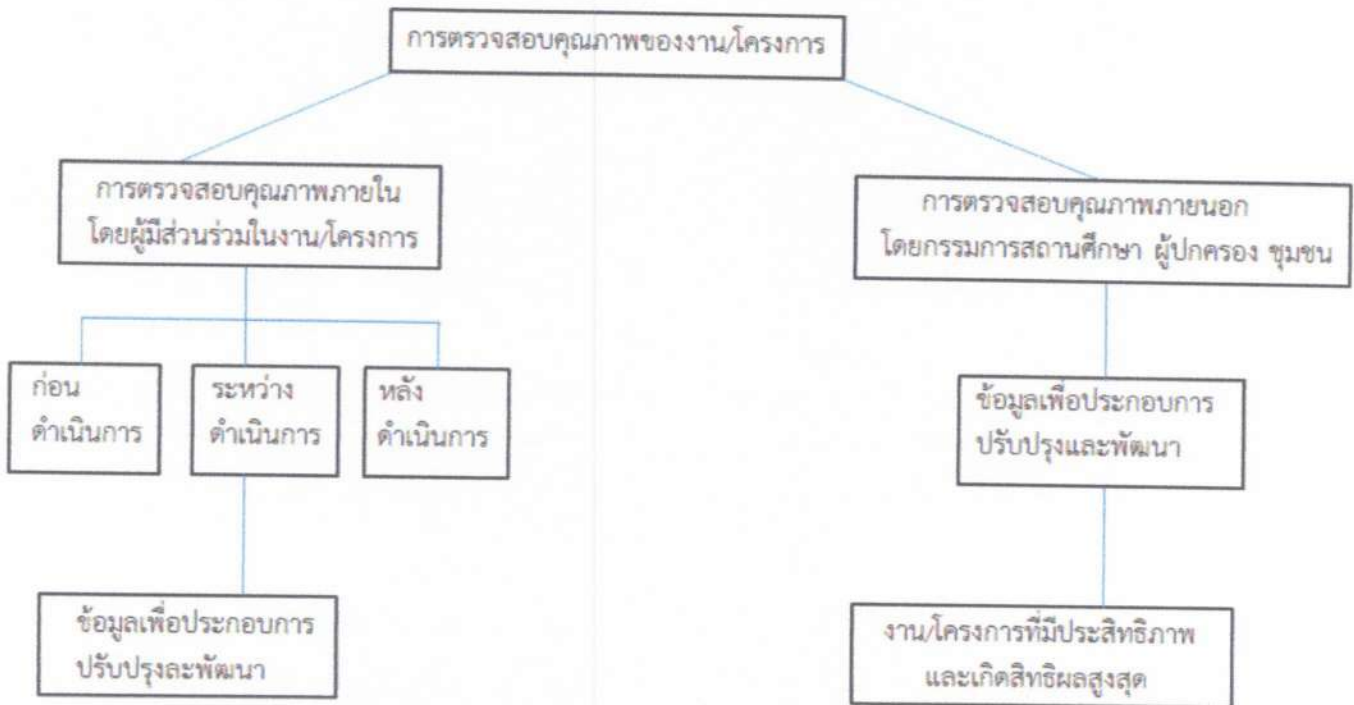 การตรวจสอบคุณภาพของงาน/โครงการ
การตรวจสอบคุณภาพภายใน
โดยผู้มีส่วนร่วมในงาน/โครงการ
การตรวจสอบคุณภาพภายนอก
โดยกรรมการสถานศึกษา ผู้ปกครอง ชุมชน
ก่อน
ดำเนินการ
ระหว่าง
ดำเนินการ
หลัง
ดำเนินการ
ข้อมูลเพื่อประกอบการ
ปรับปรุงและพัฒนา
ข้อมูลเพื่อประกอบการ
ปรับปรุงละพัฒนา
งาน/โครงการที่มีประสิทธิภาพ
และเกิดสิทธิผลสูงสุด